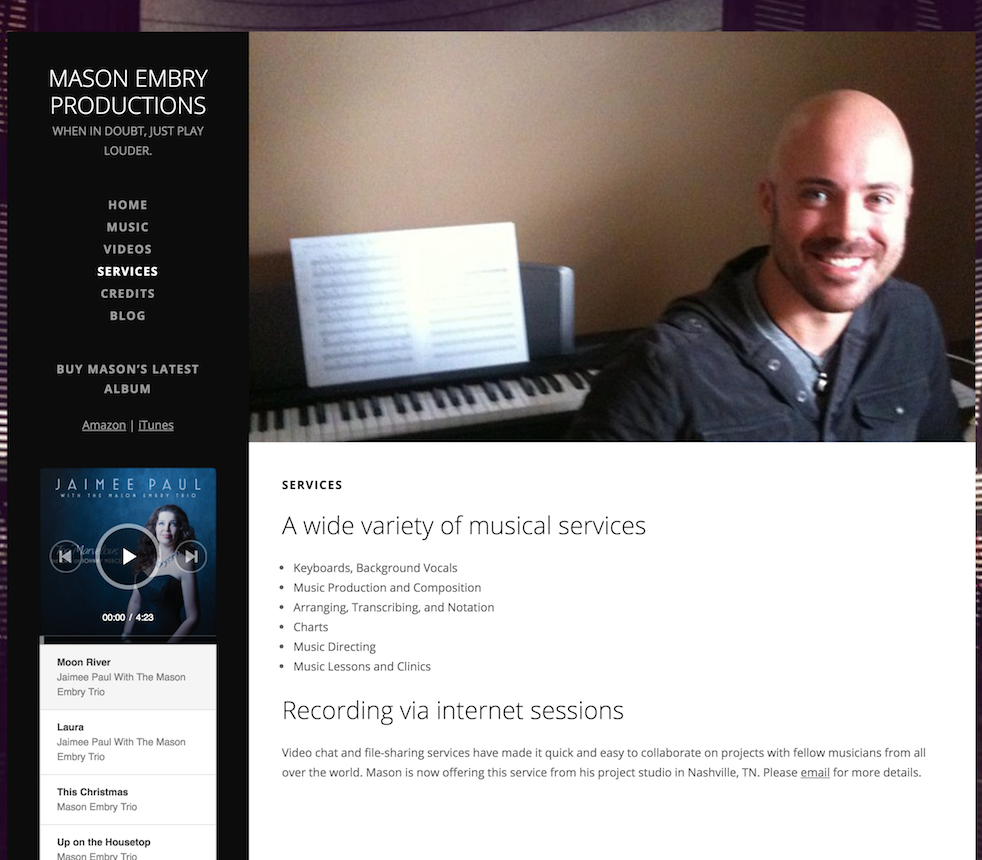 MASON EMBRY
PRODUCTIONS
WHEN IN DOUBT, JUST PLAY
LOUDER.
HOME
MUSIC
VIDEOS
SERVICES
CREDITS
BLOG
BUY MASON'S LATEST
ALBUM
Amazon | iTunes
JAIMEE PAUL
WITH THE MASON EMBRY TRIO
00:00 / 4:23
Moon River
Jaimee Paul With The Mason
Embry Trio
Laura
Jaimee Paul With The Mason
Embry Trio
This Christmas
Mason Embry Trio
Up on the Housetop
Mason Embry Trio
SERVICES
A wide variety of musical services
• Keyboards, Background Vocals
• Music Production and Composition
• Arranging, Transcribing, and Notation
• Charts
• Music Directing
• Music Lessons and Clinics
Recording via internet sessions
Video chat and file-sharing services have made it quick and easy to collaborate on projects with fellow musicians from all
over the world. Mason is now offering this service from his project studio in Nashville, TN. Please email for more details.